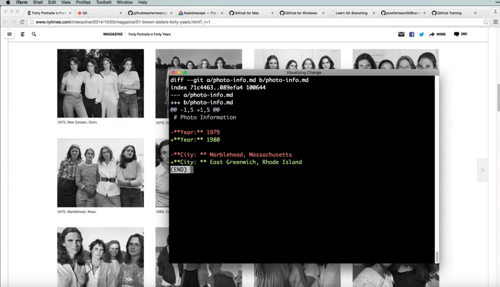 iTerm Shell Edit View Profiles Toolbelt Window Help
Forty Portraits in Fort
Git
Kaleidoscope
GitHub for Mac
GitHub for Windows
Learn Git Branching
GitHub Training
www.nytimes.com/interactive/2014/10/03/magazine/01-brown-sisters-forty-years.html?_r=1
MAGAZINE Forty Portraits in Forty Years
MORE
Visualizing Change
diff --git a/photo-info.md b/photo-info.md
index 71c4463..089efa4 100644
--- a/photo-info.md
+++ b/photo-info.md
@@ -1,5 +1,5 @@
# Photo Information
-**Year:** 1979
+**Year:** 1980
-**City: ** Marblehead, Massachusetts
+**City: ** East Greenwich, Rhode Island
(END)
1975, New Canaan, Conn.
1979, Marblehead, Mass.